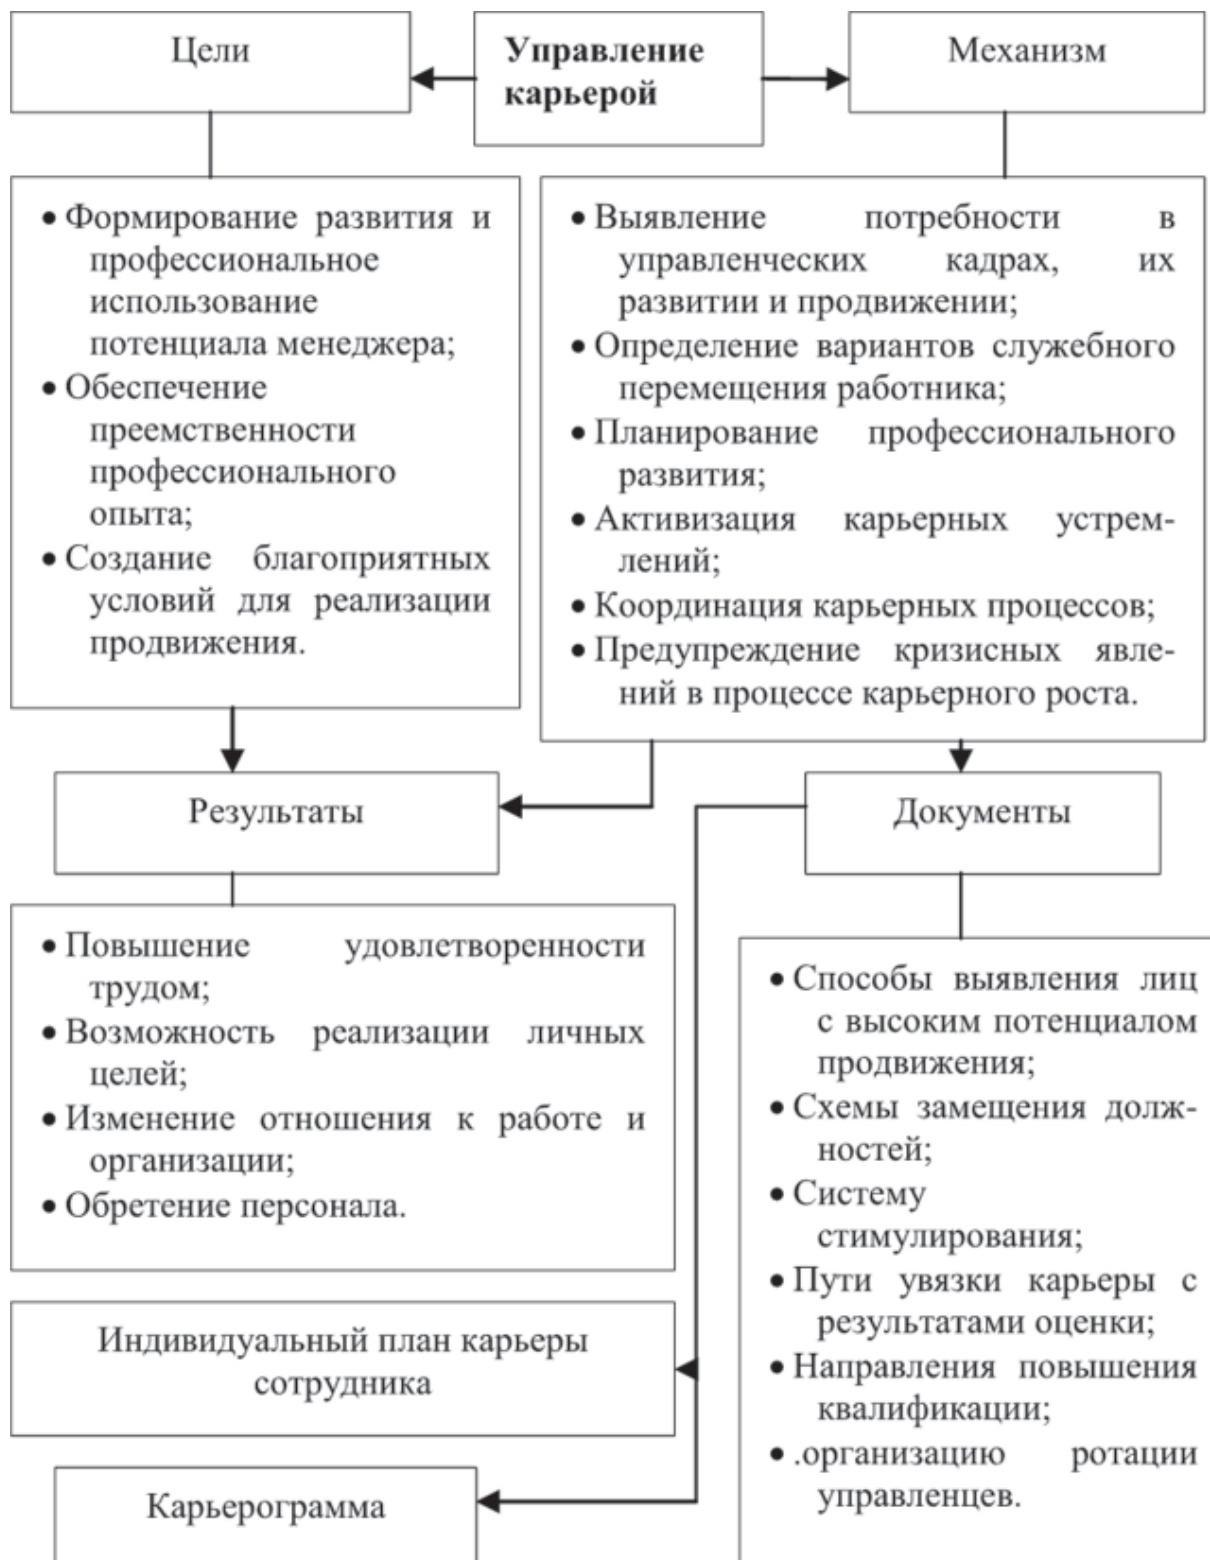 Цели
Управление
карьерой
Механизм
• Формирование развития и
профессиональное
использование
потенциала менеджера;
• Обеспечение
преемственности
профессионального
опыта;
• Создание благоприятных
условий для реализации
продвижения.
• Выявление потребности в
управленческих кадрах, их
развитии и продвижении;
• Определение вариантов служебного
перемещения работника;
• Планирование профессионального
развития;
• Активизация карьерных устрем-
лений;
• Координация карьерных процессов;
• Предупреждение кризисных явле-
ний в процессе карьерного роста.
Результаты
Документы
• Повышение удовлетворенности
трудом;
• Возможность реализации личных
целей;
• Изменение отношения к работе и
организации;
• Обретение персонала.
• Способы выявления лиц
с высоким потенциалом
продвижения;
• Схемы замещения долж-
ностей;
• Систему
стимулирования;
• Пути увязки карьеры с
результатами оценки;
• Направления повышения
квалификации;
• .организацию ротации
управленцев.
Индивидуальный план карьеры
сотрудника
Карьерограмма